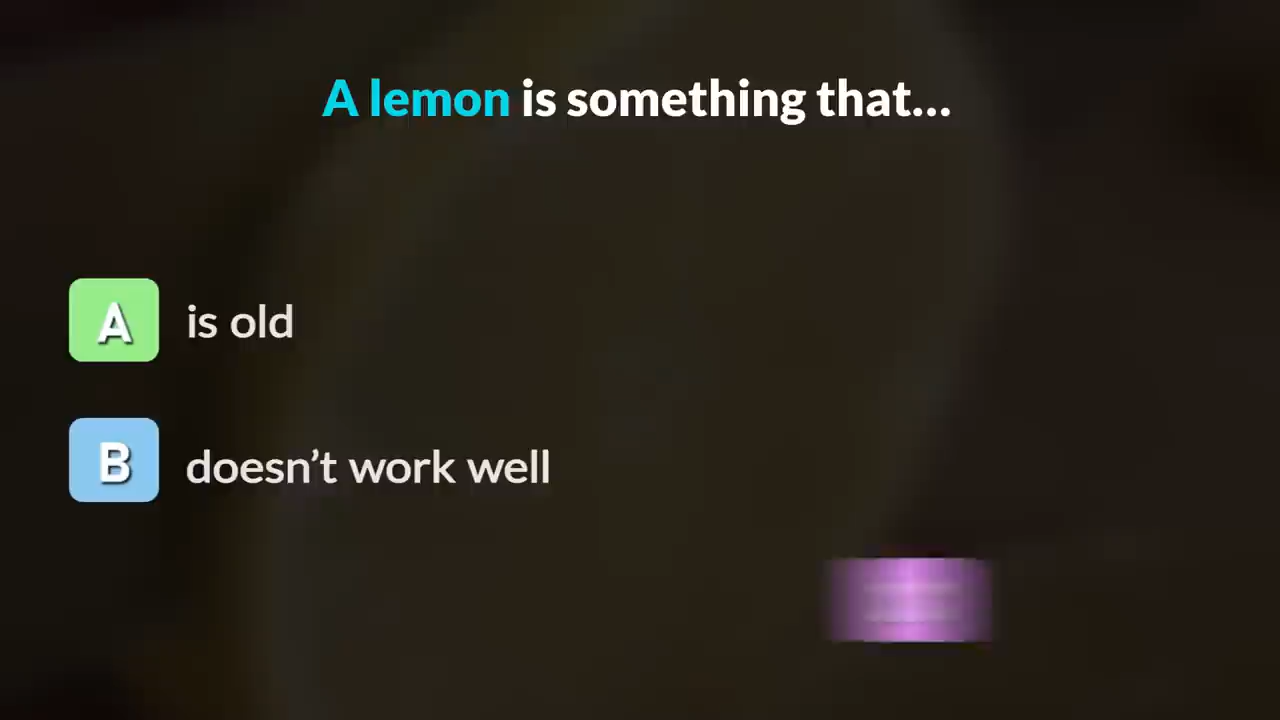 A lemon is something that...
A is old
B doesn’t work well